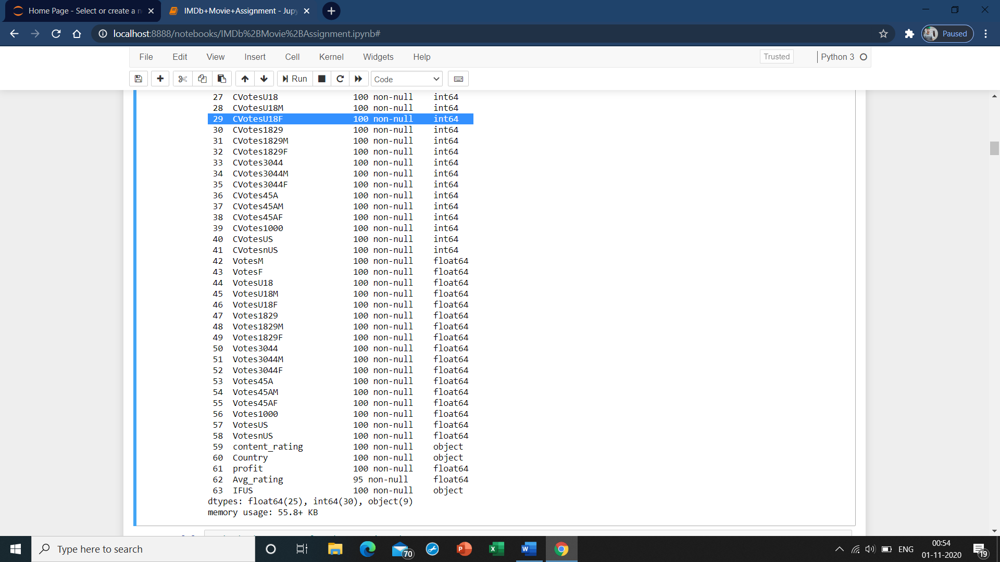 Home Page - Select or create a n
IMDb+Movie+Assignment - Jupy
localhost:8888/notebooks/IMDb%2BMovie%2BAssignment.ipynb#
Paused
File Edit View Insert Cell Kernel Widgets Help
Trusted
Python 3
Run
Code
27 CVotesU18 100 non-null int64
28 CVotesU18M 100 non-null int64
29 CVotesU18F 100 non-null int64
30 CVotes1829 100 non-null int64
31 CVotes1829M 100 non-null int64
32 CVotes1829F 100 non-null int64
33 CVotes3044 100 non-null int64
34 CVotes3044M 100 non-null int64
35 CVotes3044F 100 non-null int64
36 CVotes45A 100 non-null int64
37 CVotes45AM 100 non-null int64
38 CVotes45AF 100 non-null int64
39 CVotes1000 100 non-null int64
40 CVotesUS 100 non-null int64
41 CVotesnUS 100 non-null int64
42 VotesM 100 non-null float64
43 VotesF 100 non-null float64
44 VotesU18 100 non-null float64
45 VotesU18M 100 non-null float64
46 VotesU18F 100 non-null float64
47 Votes1829 100 non-null float64
48 Votes1829M 100 non-null float64
49 Votes1829F 100 non-null float64
50 Votes3044 100 non-null float64
51 Votes3044M 100 non-null float64
52 Votes3044F 100 non-null float64
53 Votes45A 100 non-null float64
54 Votes45AM 100 non-null float64
55 Votes45AF 100 non-null float64
56 Votes1000 100 non-null float64
57 VotesUS 100 non-null float64
58 VotesnUS 100 non-null float64
59 content_rating 100 non-null object
60 Country 100 non-null object
61 profit 100 non-null float64
62 Avg_rating 95 non-null float64
63 IFUS 100 non-null object
dtypes: float64(25), int64(30), object(9)
memory usage: 55.8+ KB
Type here to search
70
ENG
00:54
01-11-2020
19